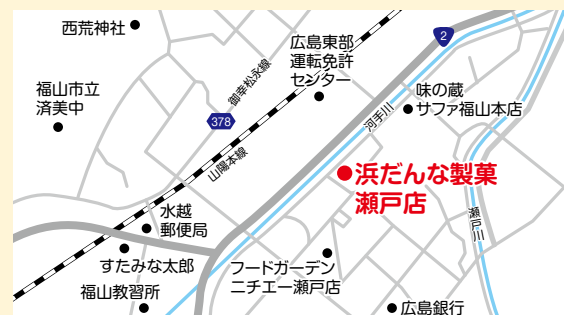 西荒神社
2
広島東部
運転免許
センター
御幸松永線
福山市立
済美中
味の蔵
サファ福山本店
378
河手川
山陽本線
浜だんな製菓
瀬戸店
水越
郵便局
瀬戸川
すたみな太郎
フードガーデン
ニチエー瀬戸店
福山教習所
広島銀行